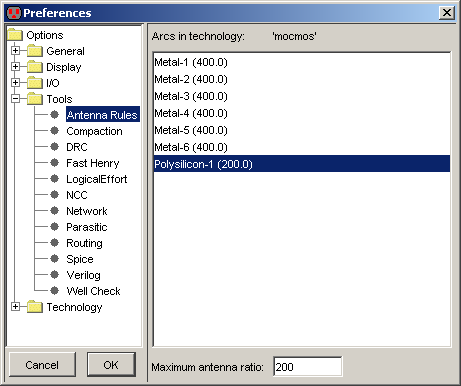 Preferences
Options
General
Display
I/O
Tools
Antenna Rules
Compaction
DRC
Fast Henry
LogicalEffort
NCC
Network
Parasitic
Routing
Spice
Verilog
Well Check
Technology
Cancel
OK
Arcs in technology: 'mocmos'
Metal-1 (400.0)
Metal-2 (400.0)
Metal-3 (400.0)
Metal-4 (400.0)
Metal-5 (400.0)
Metal-6 (400.0)
Polysilicon-1 (200.0)
Maximum antenna ratio: 200